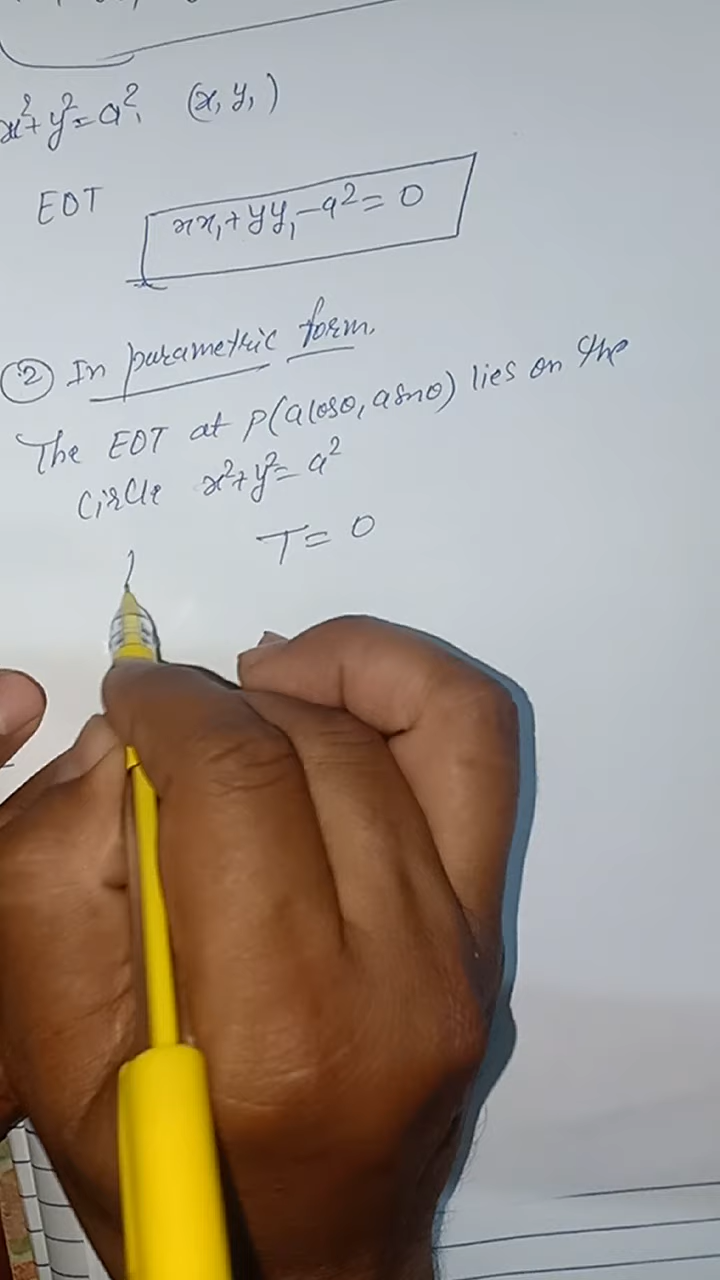 x²+y²=a², (x₁y₁)
EOT
xx₁+yy₁-a²=0
② In parametric form.
The EOT at P(acosθ, asinθ) lies on the
circle x²+y²=a²
T=0